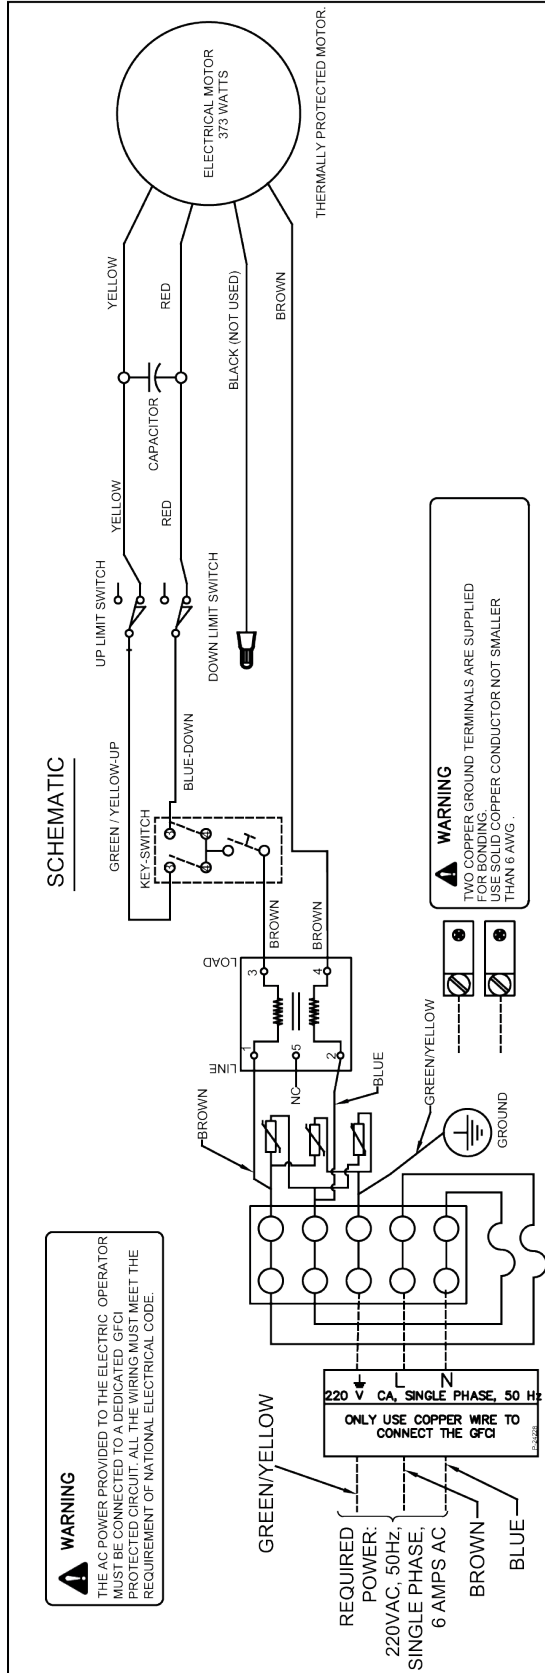 SCHEMATIC
WARNING
THE AC POWER PROVIDED TO THE ELECTRIC OPERATOR
MUST BE CONNECTED TO A DEDICATED GFCI
PROTECTED CIRCUIT. ALL THE WIRING MUST MEET THE
REQUIREMENT OF NATIONAL ELECTRICAL CODE.
GREEN/YELLOW
REQUIRED
POWER:
220VAC, 50Hz,
SINGLE PHASE,
6 AMPS AC
BROWN
BLUE
L
N
220 V CA, SINGLE PHASE, 50 Hz
ONLY USE COPPER WIRE TO
CONNECT THE GFCI
BROWN
BLUE
GREEN/YELLOW
GROUND
LINE
LOAD
1
5
2
3
4
NC
BROWN
BROWN
KEY-SWITCH
3
3
4
4
GREEN / YELLOW-UP
BLUE-DOWN
UP LIMIT SWITCH
DOWN LIMIT SWITCH
YELLOW
RED
CAPACITOR
YELLOW
RED
BLACK (NOT USED)
BROWN
ELECTRICAL MOTOR
373 WATTS
THERMALLY PROTECTED MOTOR.
WARNING
TWO COPPER GROUND TERMINALS ARE SUPPLIED
FOR BONDING.
USE SOLID COPPER CONDUCTOR NOT SMALLER
THAN 6 AWG .